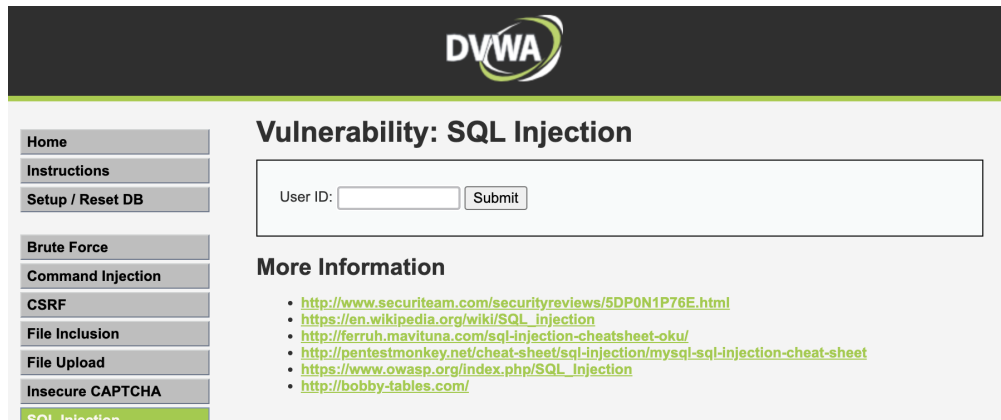 DVWA
Home
Instructions
Setup / Reset DB
Brute Force
Command Injection
CSRF
File Inclusion
File Upload
Insecure CAPTCHA
SQL Injection
Vulnerability: SQL Injection
User ID: Submit
More Information
http://www.securiteam.com/securityreviews/5DP0N1P76E.html
https://en.wikipedia.org/wiki/SQL_injection
http://ferruh.mavituna.com/sql-injection-cheatsheet-oku/
http://pentestmonkey.net/cheat-sheet/sql-injection/mysql-sql-injection-cheat-sheet
https://www.owasp.org/index.php/SQL_Injection
http://bobby-tables.com/